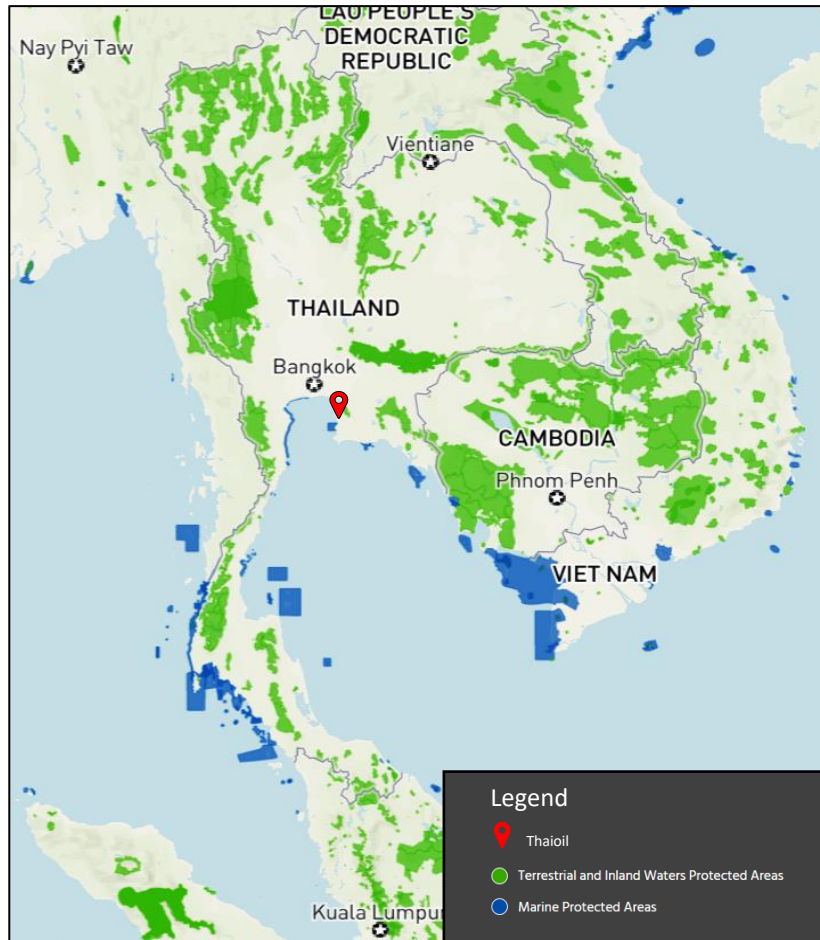 LAO PEOPLE'S
DEMOCRATIC
REPUBLIC
Nay Pyi Taw
Vientiane
THAILAND
Bangkok
CAMBODIA
Phnom Penh
VIET NAM
Kuala Lumpur
Legend
Thaioil
Terrestrial and Inland Waters Protected Areas
Marine Protected Areas